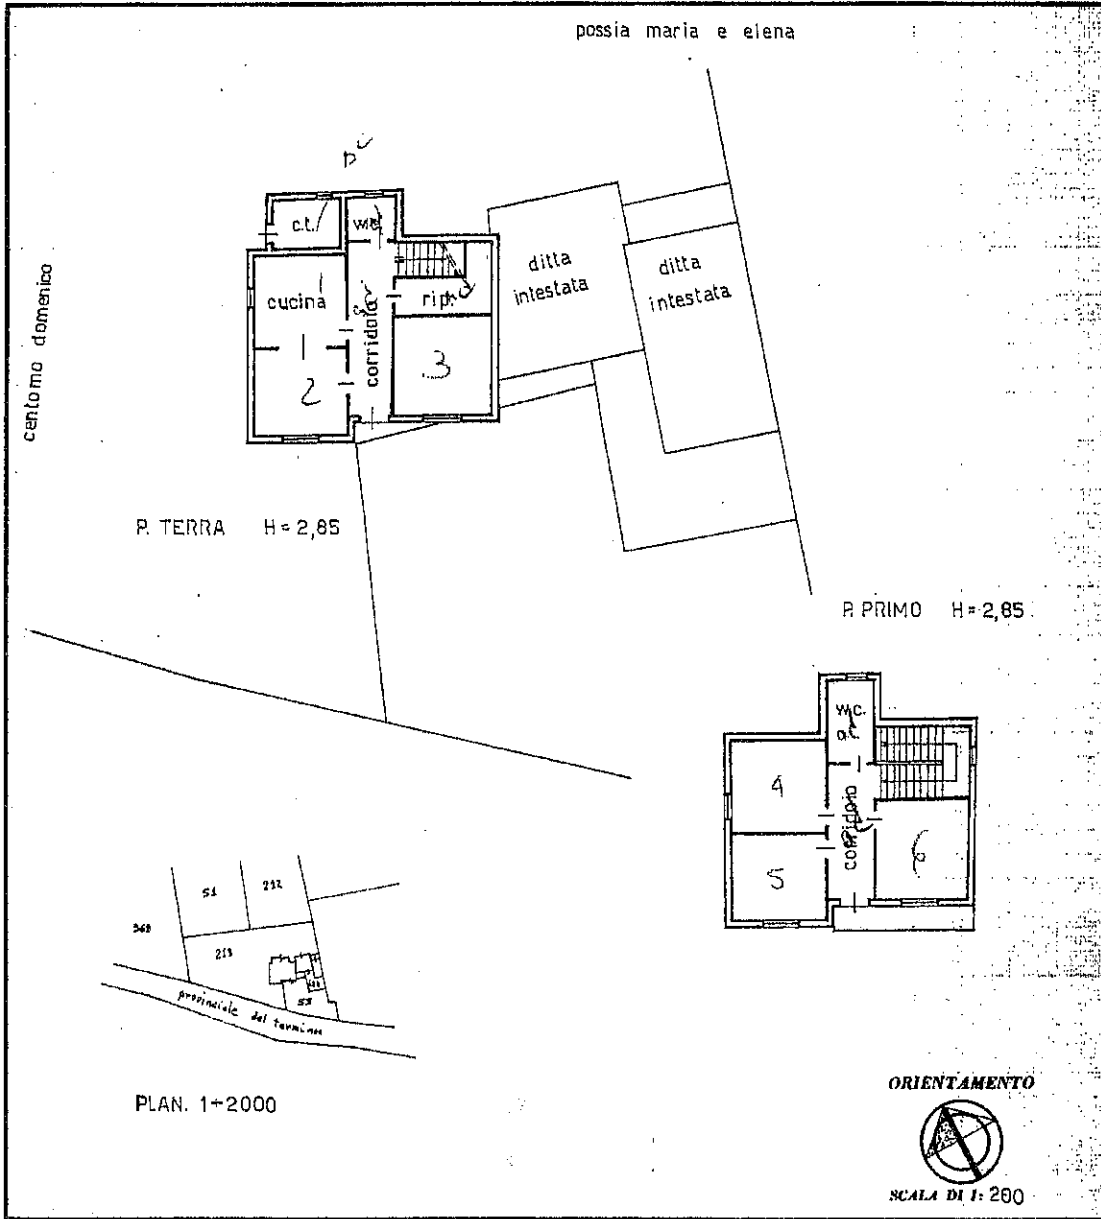 possia maria e elena
c.t.
w.c.
cucina
1
2
corridoio
rip.
3
ditta
intestata
ditta
intestata
centomo domenico
P. TERRA H=2,85
P. PRIMO H=2,85
w.c.
4
corridoio
5
6
51
212
368
213
55
provinciale del termine
PLAN. 1÷2000
ORIENTAMENTO
SCALA DI 1: 200